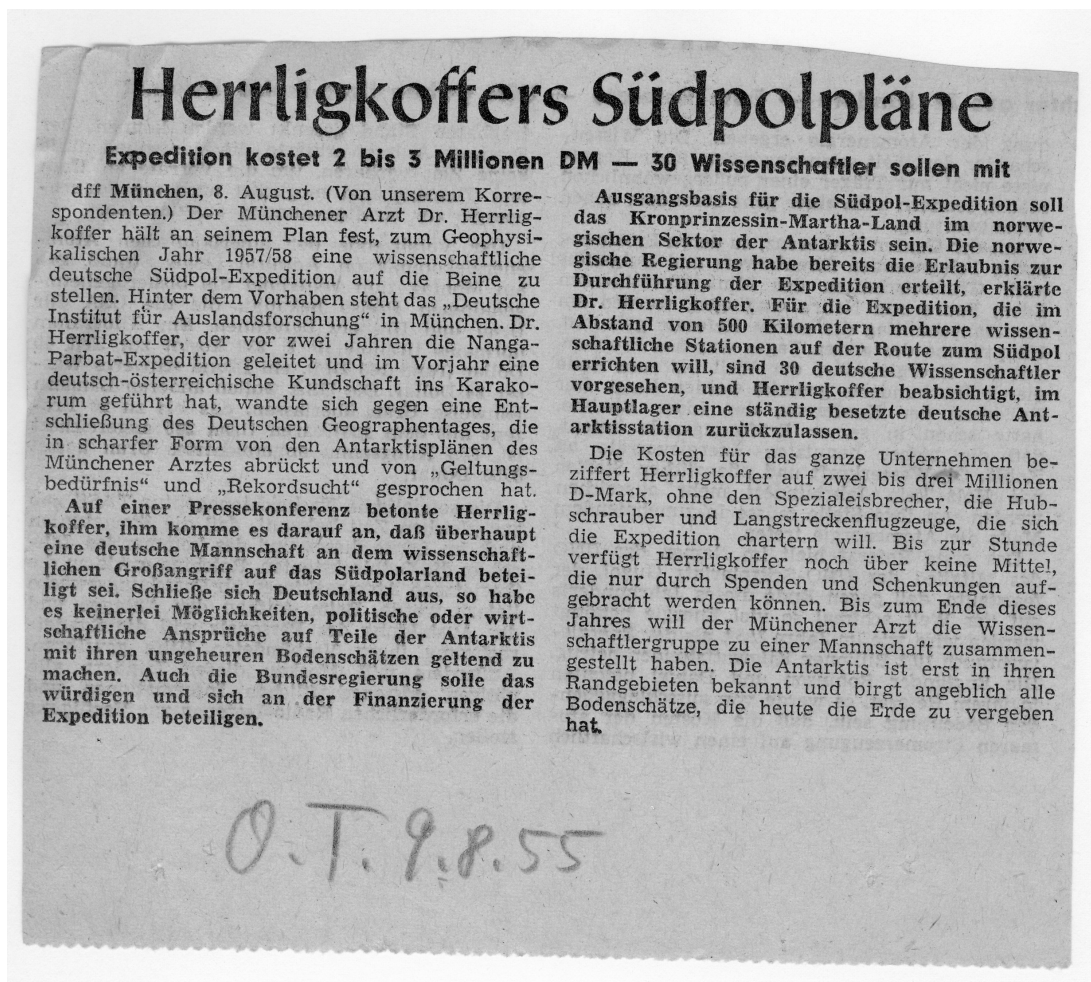 Herrligkoffers Südpolpläne
Expedition kostet 2 bis 3 Millionen DM — 30 Wissenschaftler sollen mit
dff München, 8. August. (Von unserem Korre-
spondenten.) Der Münchener Arzt Dr. Herrlig-
koffer hält an seinem Plan fest, zum Geophysi-
kalischen Jahr 1957/58 eine wissenschaftliche
deutsche Südpol-Expedition auf die Beine zu
stellen. Hinter dem Vorhaben steht das „Deutsche
Institut für Auslandsforschung“ in München. Dr.
Herrligkoffer, der vor zwei Jahren die Nanga-
Parbat-Expedition geleitet und im Vorjahr eine
deutsch-österreichische Kundschaft ins Karako-
rum geführt hat, wandte sich gegen eine Ent-
schließung des Deutschen Geographentages, die
in scharfer Form von den Antarktisplänen des
Münchener Arztes abrückt und von „Geltungs-
bedürfnis“ und „Rekordsucht“ gesprochen hat.
Auf einer Pressekonferenz betonte Herrlig-
koffer, ihm komme es darauf an, daß überhaupt
eine deutsche Mannschaft an dem wissenschaft-
lichen Großangriff auf das Südpolarland betei-
ligt sei. Schließe sich Deutschland aus, so habe
es keinerlei Möglichkeiten, politische oder wirt-
schaftliche Ansprüche auf Teile der Antarktis
mit ihren ungeheuren Bodenschätzen geltend zu
machen. Auch die Bundesregierung solle das
würdigen und sich an der Finanzierung der
Expedition beteiligen.
Ausgangsbasis für die Südpol-Expedition soll
das Kronprinzessin-Martha-Land im norwe-
gischen Sektor der Antarktis sein. Die norwe-
gische Regierung habe bereits die Erlaubnis zur
Durchführung der Expedition erteilt, erklärte
Dr. Herrligkoffer. Für die Expedition, die im
Abstand von 500 Kilometern mehrere wissen-
schaftliche Stationen auf der Route zum Südpol
errichten will, sind 30 deutsche Wissenschaftler
vorgesehen, und Herrligkoffer beabsichtigt, im
Hauptlager eine ständig besetzte deutsche Ant-
arktisstation zurückzulassen.
Die Kosten für das ganze Unternehmen be-
ziffert Herrligkoffer auf zwei bis drei Millionen
D-Mark, ohne den Spezialeisbrecher, die Hub-
schrauber und Langstreckenflugzeuge, die sich
die Expedition chartern will. Bis zur Stunde
verfügt Herrligkoffer noch über keine Mittel,
die nur durch Spenden und Schenkungen auf-
gebracht werden können. Bis zum Ende dieses
Jahres will der Münchener Arzt die Wissen-
schaftlergruppe zu einer Mannschaft zusammen-
gestellt haben. Die Antarktis ist erst in ihren
Randgebieten bekannt und birgt angeblich alle
Bodenschätze, die heute die Erde zu vergeben
hat.
O.T. 9.8.55